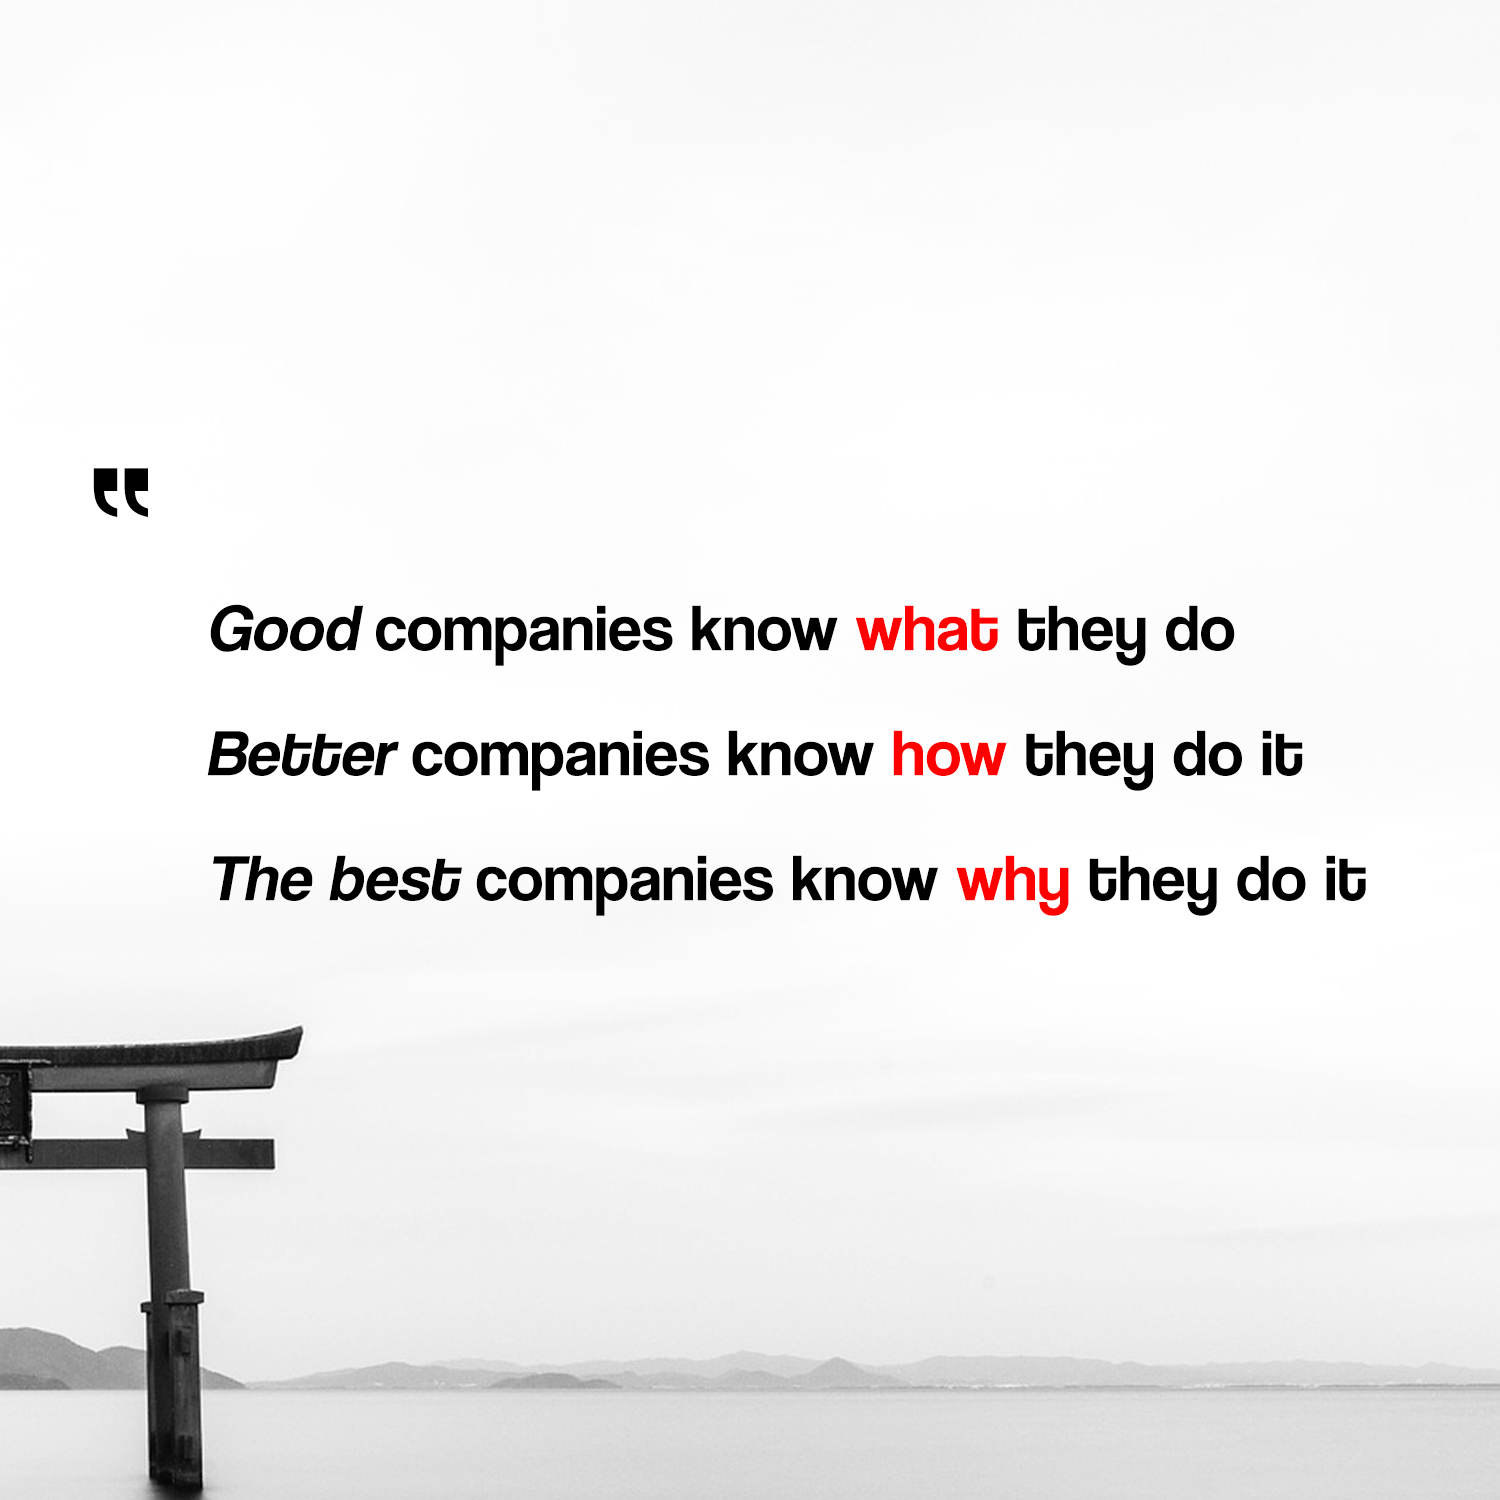 “
Good companies know what they do
Better companies know how they do it
The best companies know why they do it